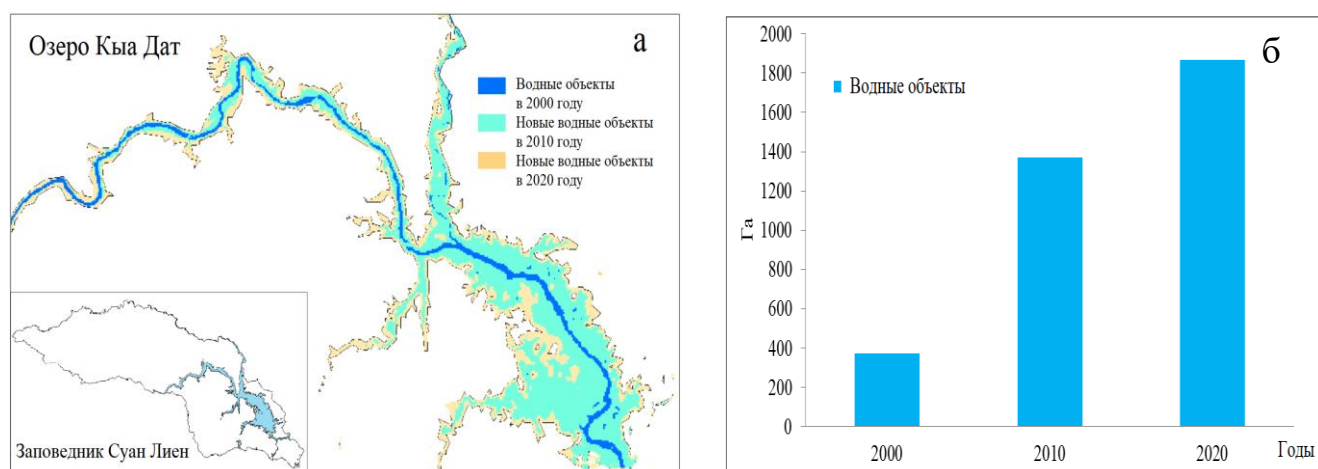 Озеро Кыа Дат
а
Водные объекты
в 2000 году
Новые водные объекты
в 2010 году
Новые водные объекты
в 2020 году
Заповедник Суан Лиен
б
Водные объекты
Га
2000
1800
1600
1400
1200
1000
800
600
400
200
0
2000
2010
2020
Годы